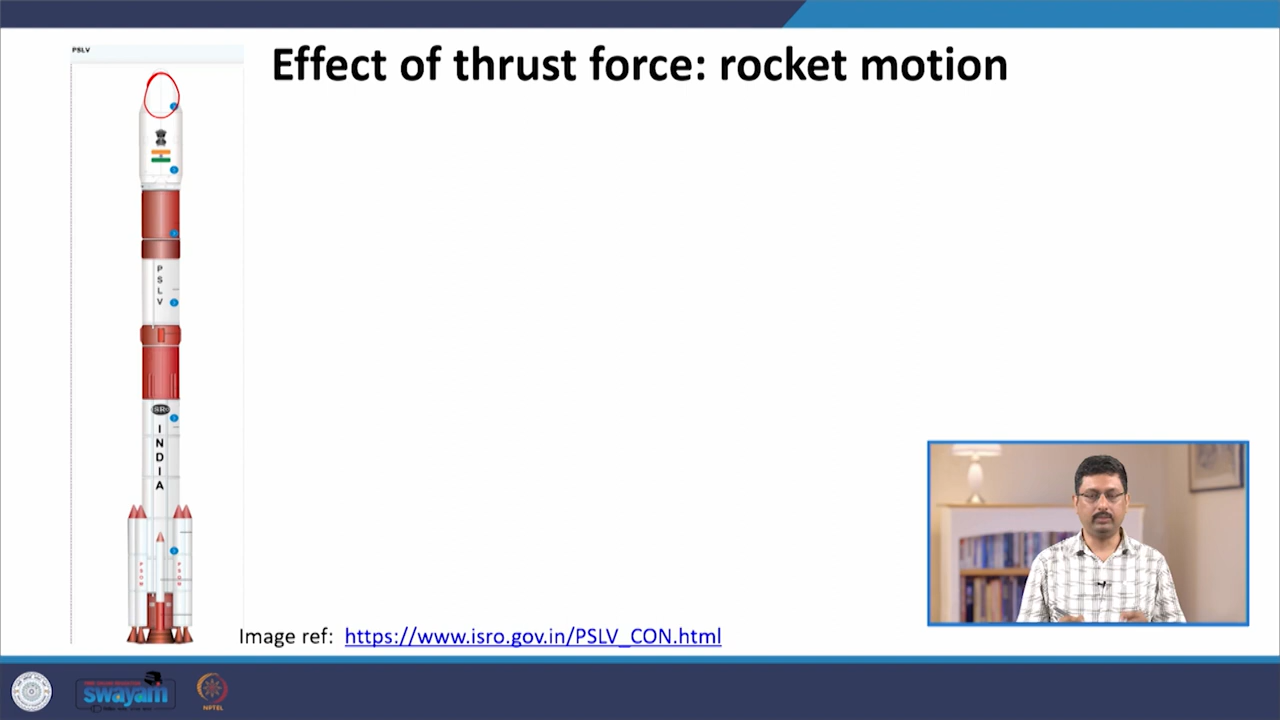 PSLV
Effect of thrust force: rocket motion
P
S
L
V
isro
I
N
D
I
A
P
S
O
M
P
S
O
M
Image ref: https://www.isro.gov.in/PSLV_CON.html
swayam
NPTEL